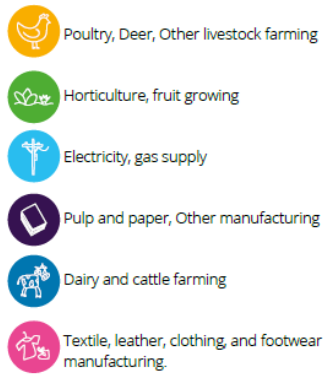 Poultry, Deer, Other livestock farming
Horticulture, fruit growing
Electricity, gas supply
Pulp and paper, Other manufacturing
Dairy and cattle farming
Textile, leather, clothing, and footwear
manufacturing.